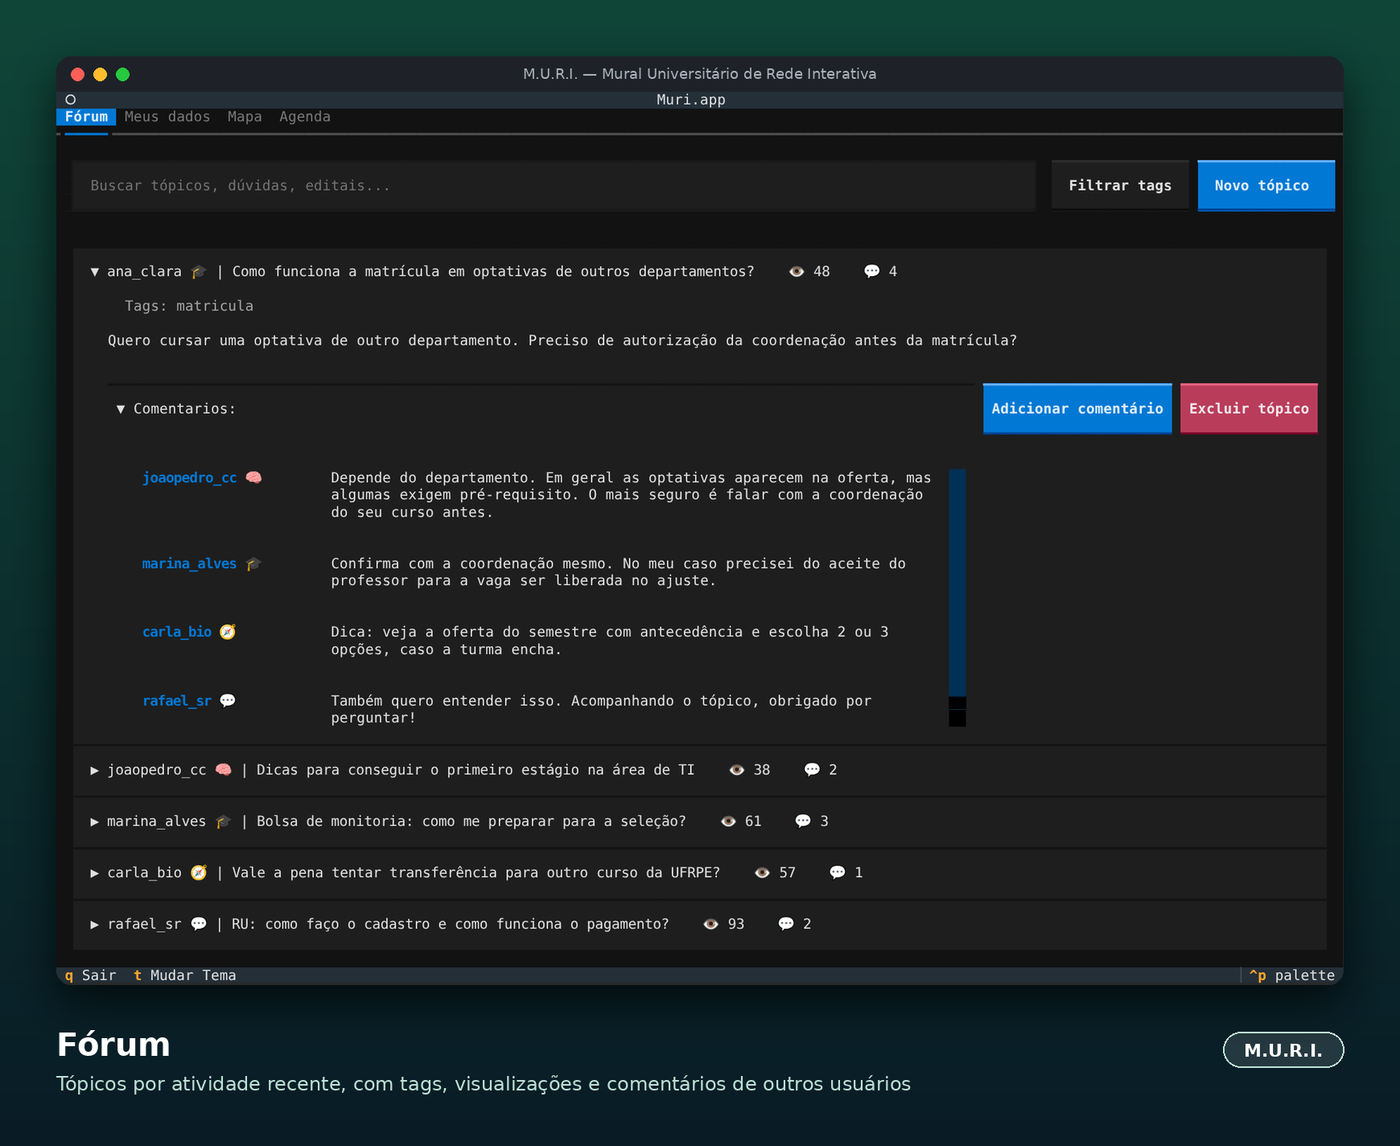 M.U.R.I. — Mural Universitário de Rede Interativa
Muri.app
Fórum Meus dados Mapa Agenda
Buscar tópicos, dúvidas, editais... Filtrar tags Novo tópico
▼ ana_clara 🎓 | Como funciona a matrícula em optativas de outros departamentos? 👁️ 48 💬 4
Tags: matricula
Quero cursar uma optativa de outro departamento. Preciso de autorização da coordenação antes da matrícula?
▼ Comentarios: Adicionar comentário Excluir tópico
joaopedro_cc 🧠 Depende do departamento. Em geral as optativas aparecem na oferta, mas
algumas exigem pré-requisito. O mais seguro é falar com a coordenação
do seu curso antes.
marina_alves 🎓 Confirma com a coordenação mesmo. No meu caso precisei do aceite do
professor para a vaga ser liberada no ajuste.
carla_bio 🧭 Dica: veja a oferta do semestre com antecedência e escolha 2 ou 3
opções, caso a turma encha.
rafael_sr 💬 Também quero entender isso. Acompanhando o tópico, obrigado por
perguntar!
▶ joaopedro_cc 🧠 | Dicas para conseguir o primeiro estágio na área de TI 👁️ 38 💬 2
▶ marina_alves 🎓 | Bolsa de monitoria: como me preparar para a seleção? 👁️ 61 💬 3
▶ carla_bio 🧭 | Vale a pena tentar transferência para outro curso da UFRPE? 👁️ 57 💬 1
▶ rafael_sr 💬 | RU: como faço o cadastro e como funciona o pagamento? 👁️ 93 💬 2
q Sair t Mudar Tema ^p palette
Fórum
M.U.R.I.
Tópicos por atividade recente, com tags, visualizações e comentários de outros usuários